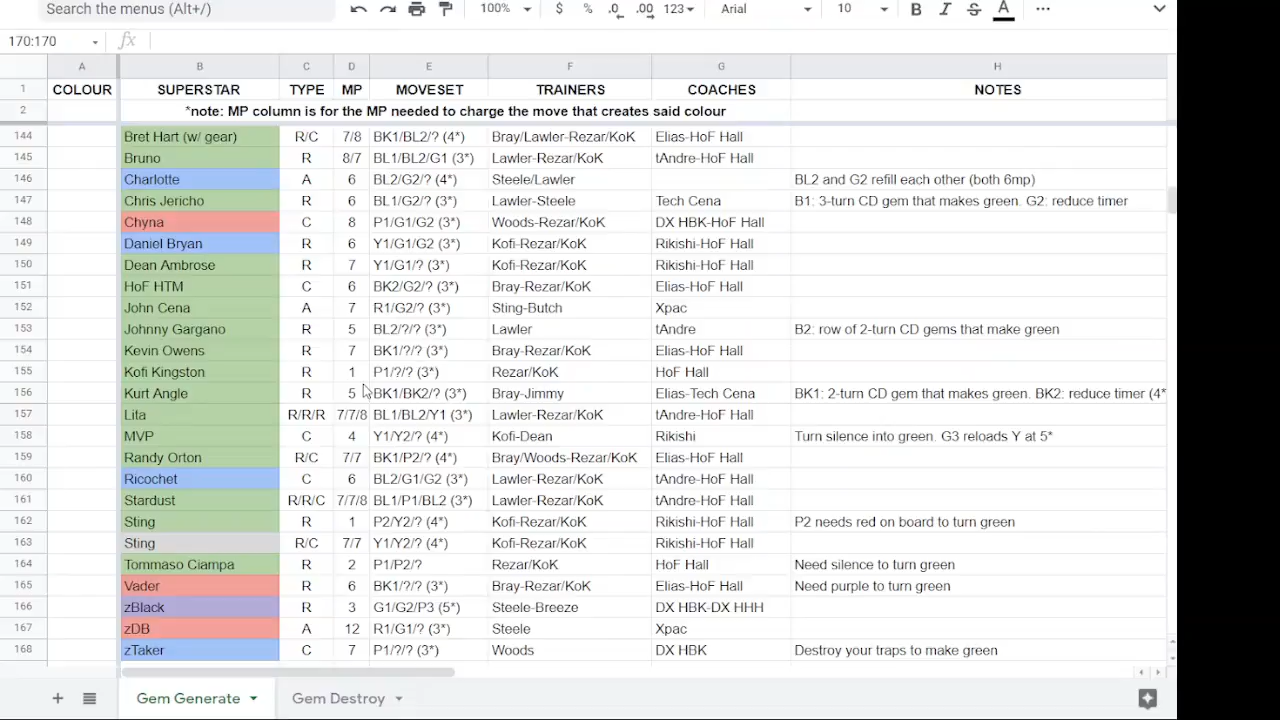 Search the menus (Alt+/)
100% $ % .0 .00 123 Arial 10 B I S A
170:170 fx
A B C D E F G H
1 COLOUR SUPERSTAR TYPE MP MOVESET TRAINERS COACHES NOTES
2 *note: MP column is for the MP needed to charge the move that creates said colour
144 Bret Hart (w/ gear) R/C 7/8 BK1/BL2/? (4*) Bray/Lawler-Rezar/KoK Elias-HoF Hall
145 Bruno R 8/7 BL1/BL2/G1 (3*) Lawler-Rezar/KoK tAndre-HoF Hall
146 Charlotte A 6 BL2/G2/? (4*) Steele/Lawler BL2 and G2 refill each other (both 6mp)
147 Chris Jericho R 6 BL1/G2/? (3*) Lawler-Steele Tech Cena B1: 3-turn CD gem that makes green. G2: reduce timer
148 Chyna C 8 P1/G1/G2 (3*) Woods-Rezar/KoK DX HBK-HoF Hall
149 Daniel Bryan R 6 Y1/G1/G2 (3*) Kofi-Rezar/KoK Rikishi-HoF Hall
150 Dean Ambrose R 7 Y1/G1/? (3*) Kofi-Rezar/KoK Rikishi-HoF Hall
151 HoF HTM C 6 BK2/G2/? (3*) Bray-Rezar/KoK Elias-HoF Hall
152 John Cena A 7 R1/G2/? (3*) Sting-Butch Xpac
153 Johnny Gargano R 5 BL2/?/? (3*) Lawler tAndre B2: row of 2-turn CD gems that make green
154 Kevin Owens R 7 BK1/?/? (3*) Bray-Rezar/KoK Elias-HoF Hall
155 Kofi Kingston R 1 P1/?/? (3*) Rezar/KoK HoF Hall
156 Kurt Angle R 5 BK1/BK2/? (3*) Bray-Jimmy Elias-Tech Cena BK1: 2-turn CD gem that makes green. BK2: reduce timer (4*
157 Lita R/R/R 7/7/8 BL1/BL2/Y1 (3*) Lawler-Rezar/KoK tAndre-HoF Hall
158 MVP C 4 Y1/Y2/? (4*) Kofi-Dean Rikishi Turn silence into green. G3 reloads Y at 5*
159 Randy Orton R/C 7/7 BK1/P2/? (4*) Bray/Woods-Rezar/KoK Elias-HoF Hall
160 Ricochet C 6 BL2/G1/G2 (3*) Lawler-Rezar/KoK tAndre-HoF Hall
161 Stardust R/R/C 7/7/8 BL1/P1/BL2 (3*) Lawler-Rezar/KoK tAndre-HoF Hall
162 Sting R 1 P2/Y2/? (4*) Kofi-Rezar/KoK Rikishi-HoF Hall P2 needs red on board to turn green
163 Sting R/C 7/7 Y1/Y2/? (4*) Kofi-Rezar/KoK Rikishi-HoF Hall
164 Tommaso Ciampa R 2 P1/P2/? Rezar/KoK HoF Hall Need silence to turn green
165 Vader R 6 BK1/?/? (3*) Bray-Rezar/KoK Elias-HoF Hall Need purple to turn green
166 zBlack R 3 G1/G2/P3 (5*) Steele-Breeze DX HBK-DX HHH
167 zDB A 12 R1/G1/? (3*) Steele Xpac
168 zTaker C 7 P1/?/? (3*) Woods DX HBK Destroy your traps to make green
Gem Generate Gem Destroy